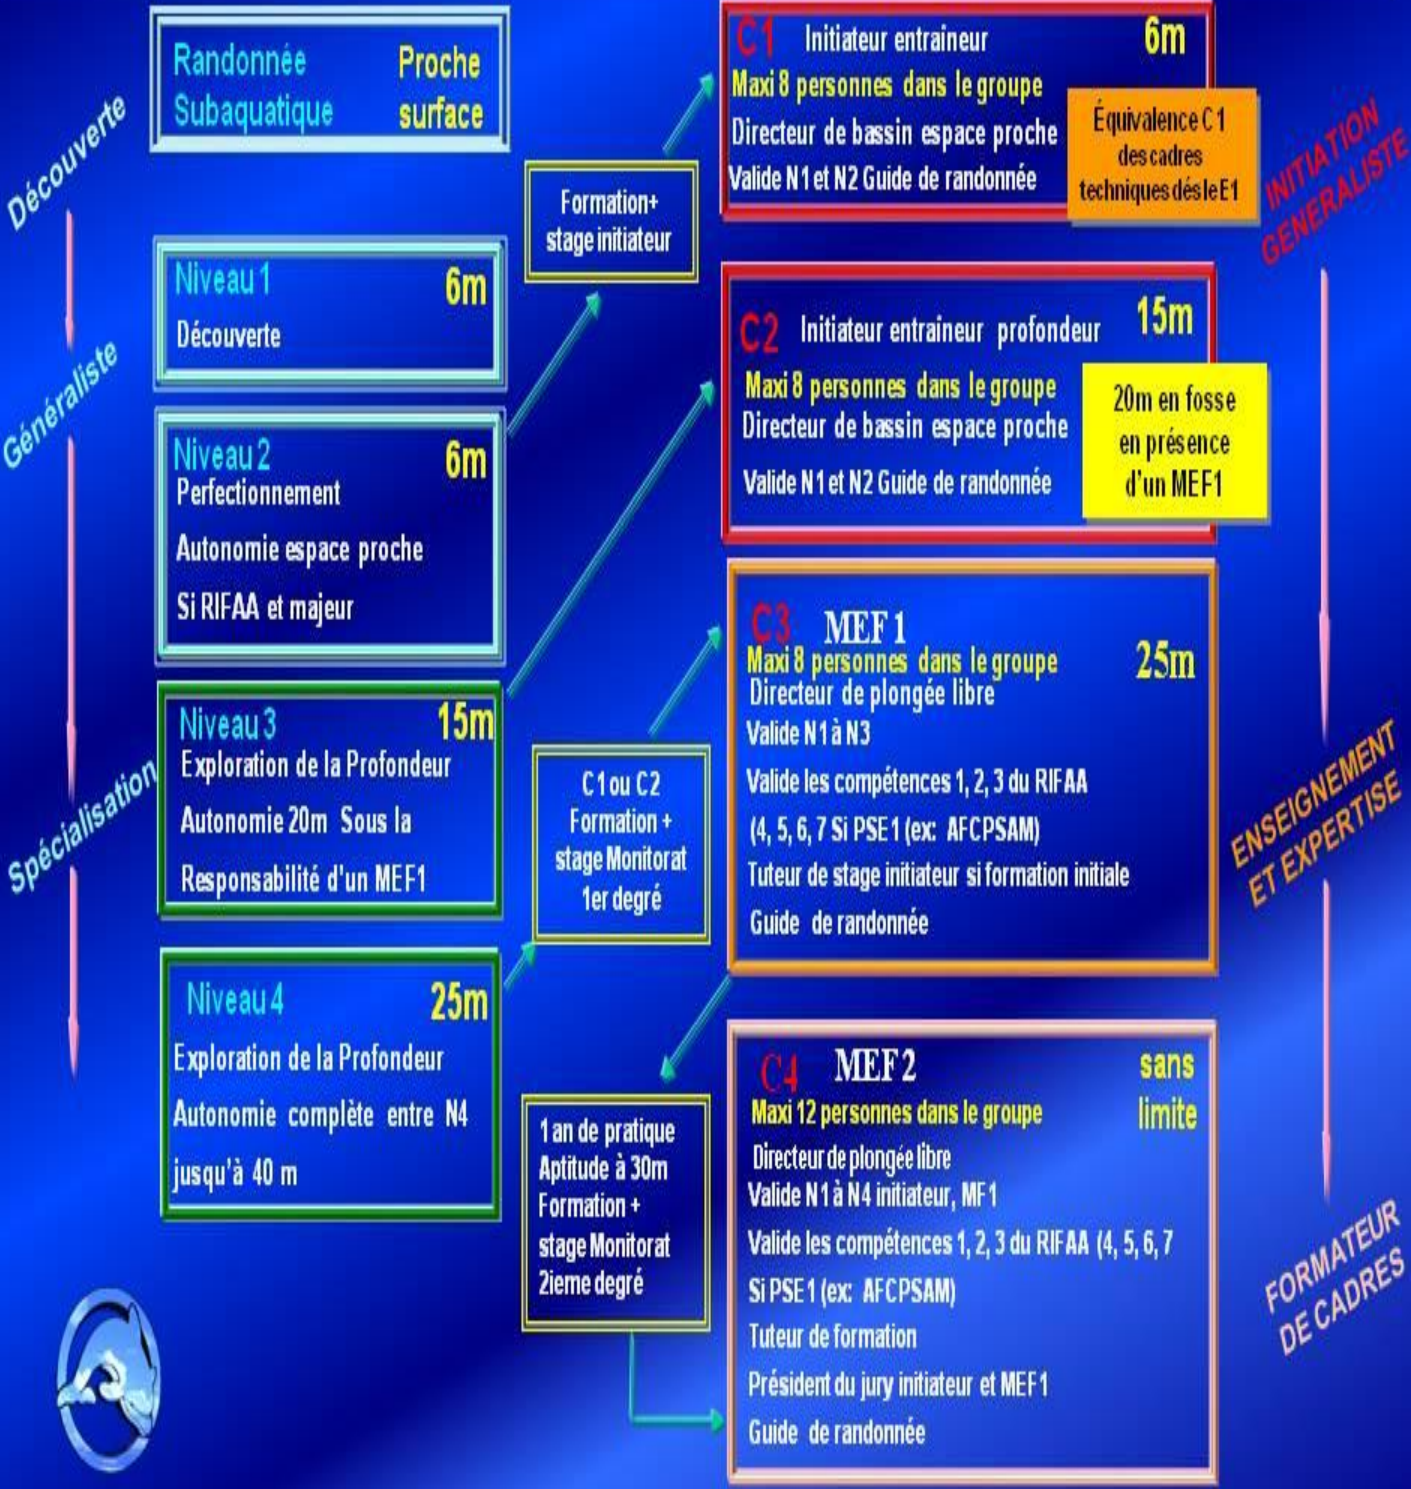 Découverte
Généraliste
Spécialisation
Randonnée Proche
Subaquatique surface
Niveau 1 6m
Découverte
Niveau 2 6m
Perfectionnement
Autonomie espace proche
Si RIFAA et majeur
Niveau 3 15m
Exploration de la Profondeur
Autonomie 20m Sous la
Responsabilité d'un MEF1
Niveau 4 25m
Exploration de la Profondeur
Autonomie complète entre N4
jusqu'à 40 m
Formation+
stage initiateur
C1 ou C2
Formation +
stage Monitorat
1er degré
1 an de pratique
Aptitude à 30m
Formation +
stage Monitorat
2ieme degré
C1 Initiateur entraineur 6m
Maxi 8 personnes dans le groupe
Directeur de bassin espace proche
Valide N1 et N2 Guide de randonnée
Équivalence C1
des cadres
techniques dés le E1
C2 Initiateur entraineur profondeur 15m
Maxi 8 personnes dans le groupe
Directeur de bassin espace proche
Valide N1 et N2 Guide de randonnée
20m en fosse
en présence
d'un MEF1
C3 MEF 1 25m
Maxi 8 personnes dans le groupe
Directeur de plongée libre
Valide N1 à N3
Valide les compétences 1, 2, 3 du RIFAA
(4, 5, 6, 7 Si PSE1 (ex: AFCPSAM)
Tuteur de stage initiateur si formation initiale
Guide de randonnée
C4 MEF 2 sans
limite
Maxi 12 personnes dans le groupe
Directeur de plongée libre
Valide N1 à N4 initiateur, MF1
Valide les compétences 1, 2, 3 du RIFAA (4, 5, 6, 7
Si PSE1 (ex: AFCPSAM)
Tuteur de formation
Président du jury initiateur et MEF1
Guide de randonnée
INITIATION
GENERALISTE
ENSEIGNEMENT
ET EXPERTISE
FORMATEUR
DE CADRES